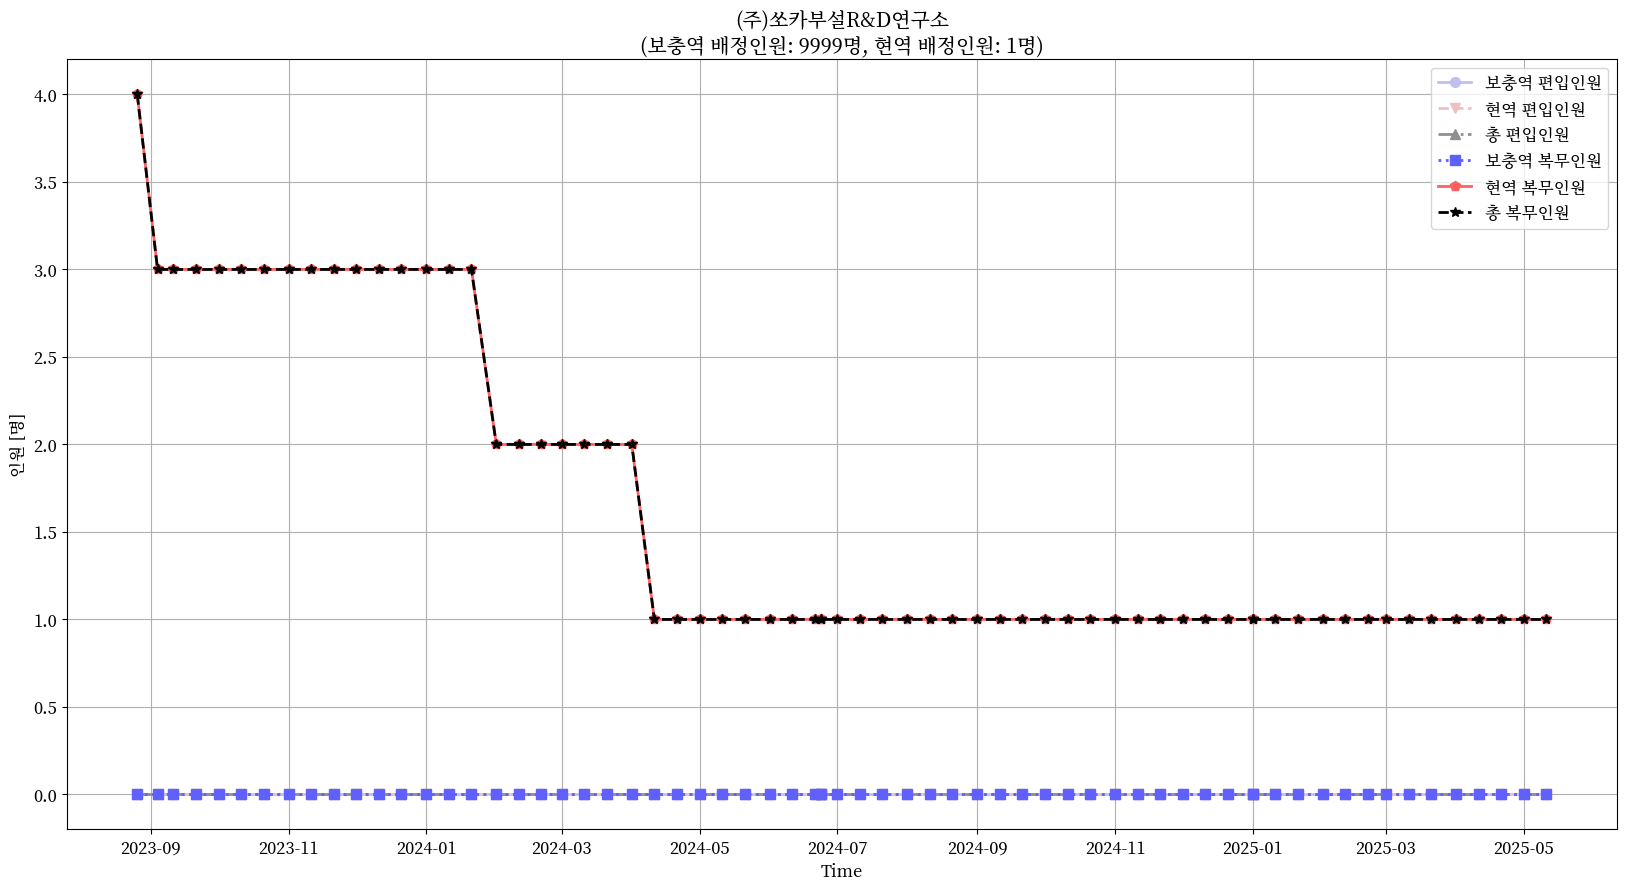 (주)쏘카부설R&D연구소
(보충역 배정인원: 9999명, 현역 배정인원: 1명)
보충역 편입인원
현역 편입인원
총 편입인원
보충역 복무인원
현역 복무인원
총 복무인원
인원 [명]
4.0
3.5
3.0
2.5
2.0
1.5
1.0
0.5
0.0
2023-09 2023-11 2024-01 2024-03 2024-05 2024-07 2024-09 2024-11 2025-01 2025-03 2025-05
Time